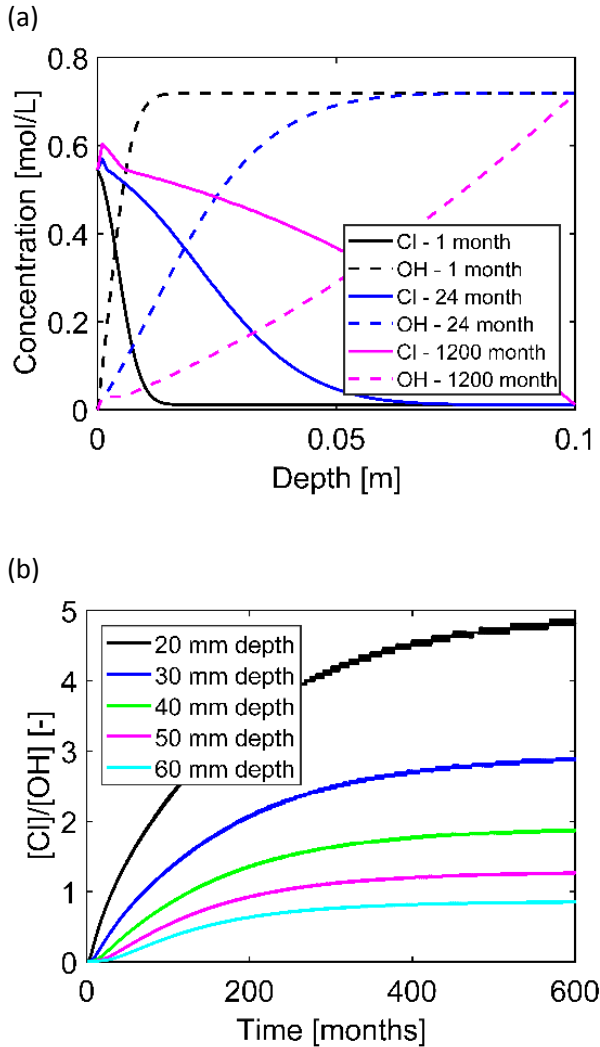 (a)
Concentration [mol/L]
0.8
0.6
0.4
0.2
0
Cl - 1 month
OH - 1 month
Cl - 24 month
OH - 24 month
Cl - 1200 month
OH - 1200 month
0
0.05
0.1
Depth [m]
(b)
[Cl]/[OH] [-]
5
4
3
2
1
0
20 mm depth
30 mm depth
40 mm depth
50 mm depth
60 mm depth
0
200
400
600
Time [months]